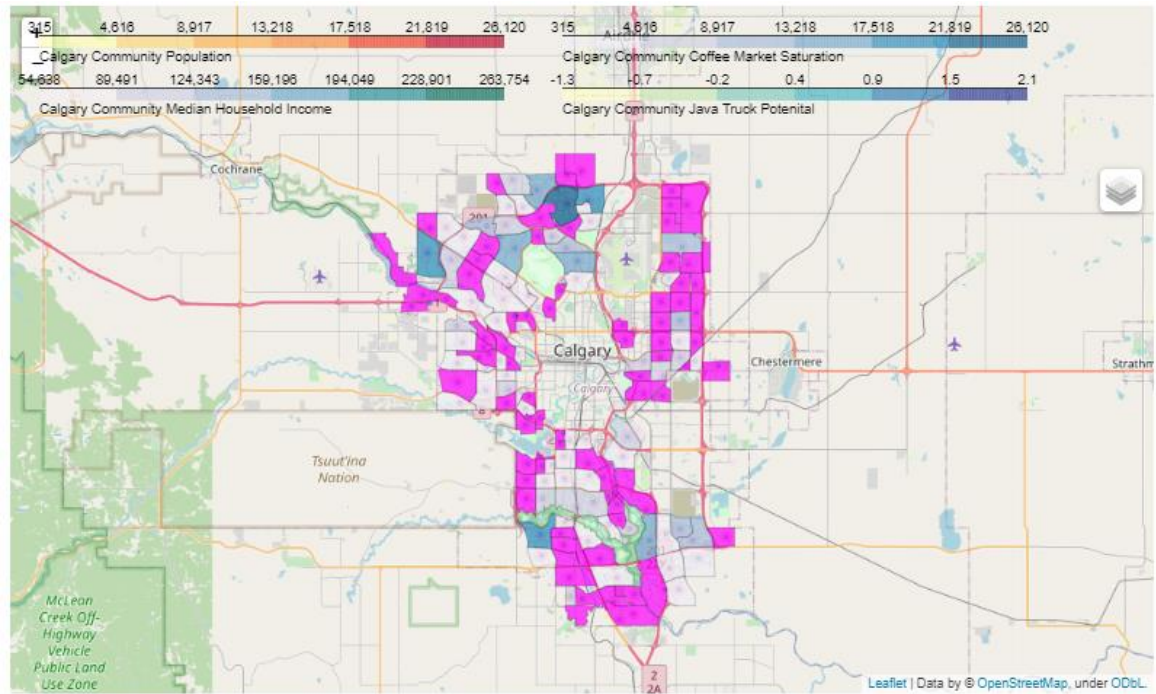 315 4,616 8,917 13,218 17,518 21,819 26,120
Calgary Community Population
54,638 89,491 124,343 159,196 194,049 228,901 263,754
Calgary Community Median Household Income
315 4,616 8,917 13,218 17,518 21,819 26,120
Calgary Community Coffee Market Saturation
-1.3 -0.7 -0.2 0.4 0.9 1.5 2.1
Calgary Community Java Truck Potenital
+
−
Cochrane
201
1
Calgary
Calgary
Chestermere
Strathm
8
Tsuut'ina
Nation
2
McLean
Creek Off-
Highway
Vehicle
Public Land
Use Zone
2
2A
Leaflet | Data by © OpenStreetMap, under ODbL.